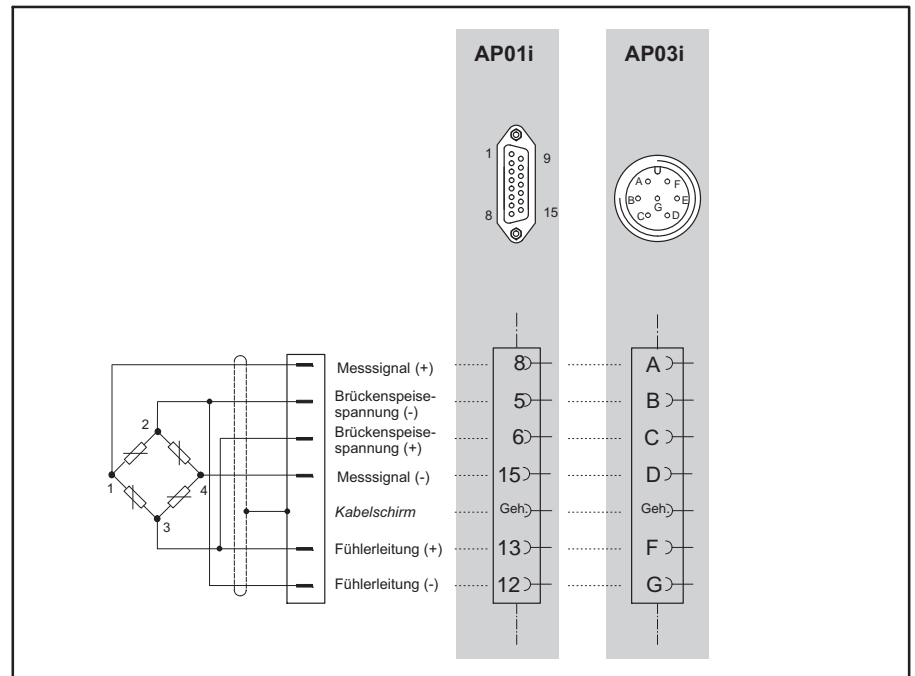 AP01i AP03i
1 9
8 15
A F
B G E
C D
Messsignal (+) 8 A
Brückenspeise-
spannung (-) 5 B
Brückenspeise-
spannung (+) 6 C
Messsignal (-) 15 D
Kabelschirm Geh. Geh.
Fühlerleitung (+) 13 F
Fühlerleitung (-) 12 G
2
1 4
3